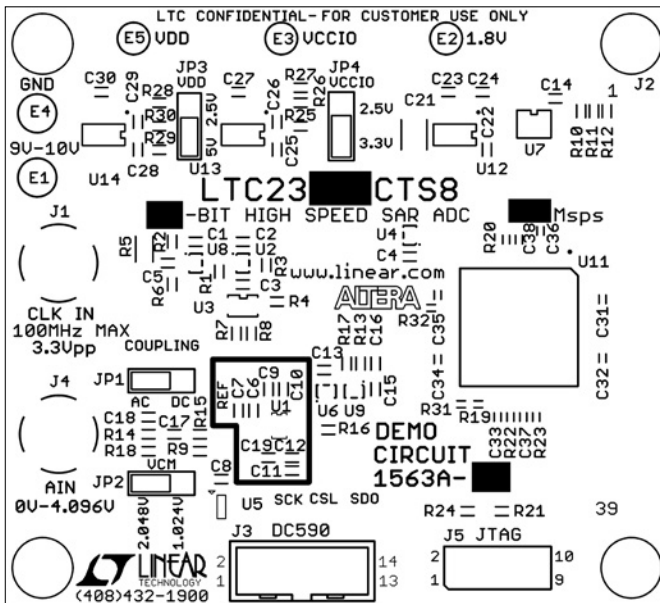 LTC CONFIDENTIAL-FOR CUSTOMER USE ONLY
E5 VDD
E3 VCCIO
E2 1.8V
GND
E4
9V-10V
E1
C30
C29
R28
R30
R29
C28
U14
JP3
VDD
2.5V
5V
U13
C27
C26
R27
R26
R25
C25
JP4
VCCIO
2.5V
3.3V
C21
C23
C24
C22
U12
C14
U7
1
J2
R10
R11
R12
LTC23 CTS8
-BIT HIGH SPEED SAR ADC
Msps
J1
CLK IN
100MHz MAX
3.3Vpp
R5
R2
C5
R6
C1
U8
R1
C2
U2
R3
C3
U3
R4
R7
R8
www.linear.com
ALTERA
U4
C4
R20
C38
C36
U11
R32
C35
C34
C31
C32
R31
R19
C33
R22
C37
R23
COUPLING
JP1
AC DC
J4
AIN
0V-4.096V
C18
R14
R18
C17
R9
R15
VCM
JP2
2.048V
1.024V
REF
C7
C6
C9
C10
U1
C19
C12
C11
C8
U5
C13
R17
R13
C16
C15
U6
U9
R16
DEMO
CIRCUIT
1563A-
SCK CSL SDO
R24
R21
39
J3 DC590
2
1
14
13
J5 JTAG
2
1
10
9
LT LINEAR
TECHNOLOGY
(408)432-1900